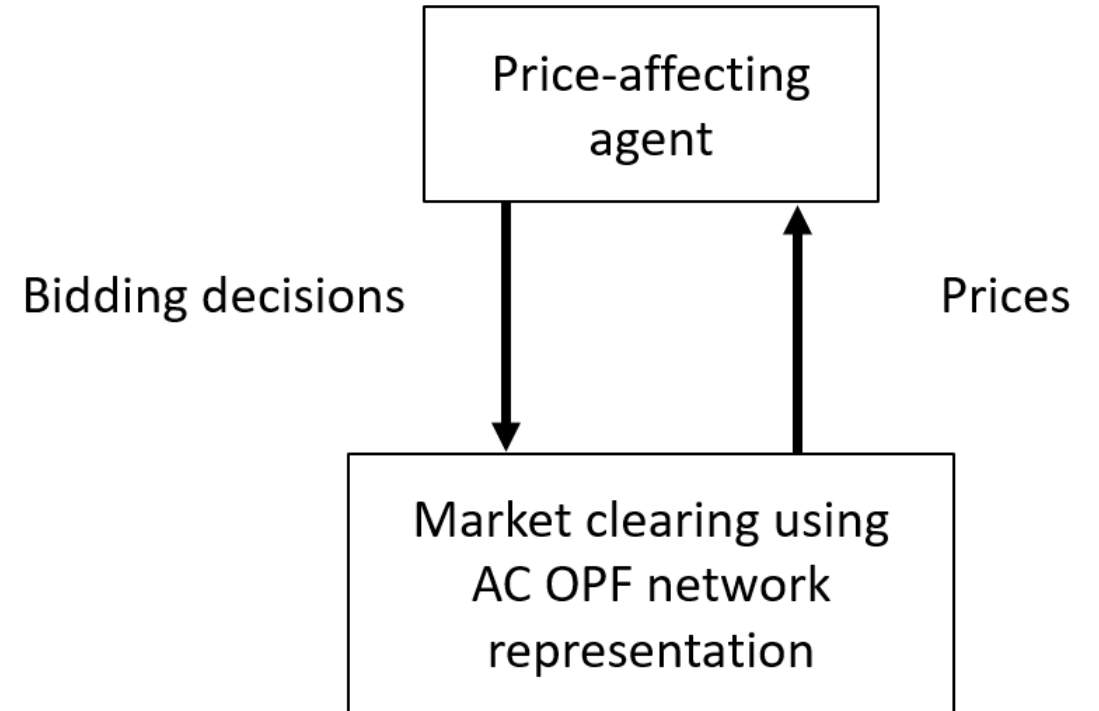 Price-affecting
agent
Bidding decisions
Prices
Market clearing using
AC OPF network
representation